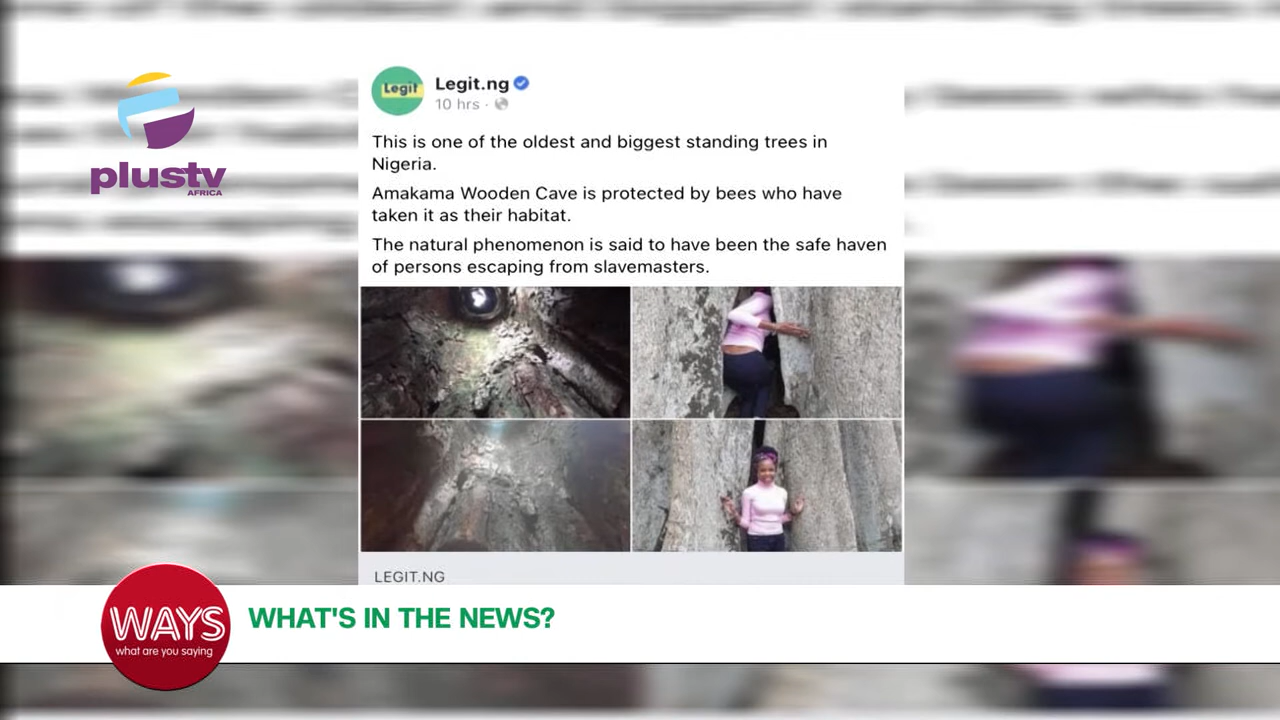 plustv
AFRICA
Legit
Legit.ng
10 hrs ·
This is one of the oldest and biggest standing trees in
Nigeria.
Amakama Wooden Cave is protected by bees who have
taken it as their habitat.
The natural phenomenon is said to have been the safe haven
of persons escaping from slavemasters.
LEGIT.NG
WAYS
what are you saying
WHAT'S IN THE NEWS?